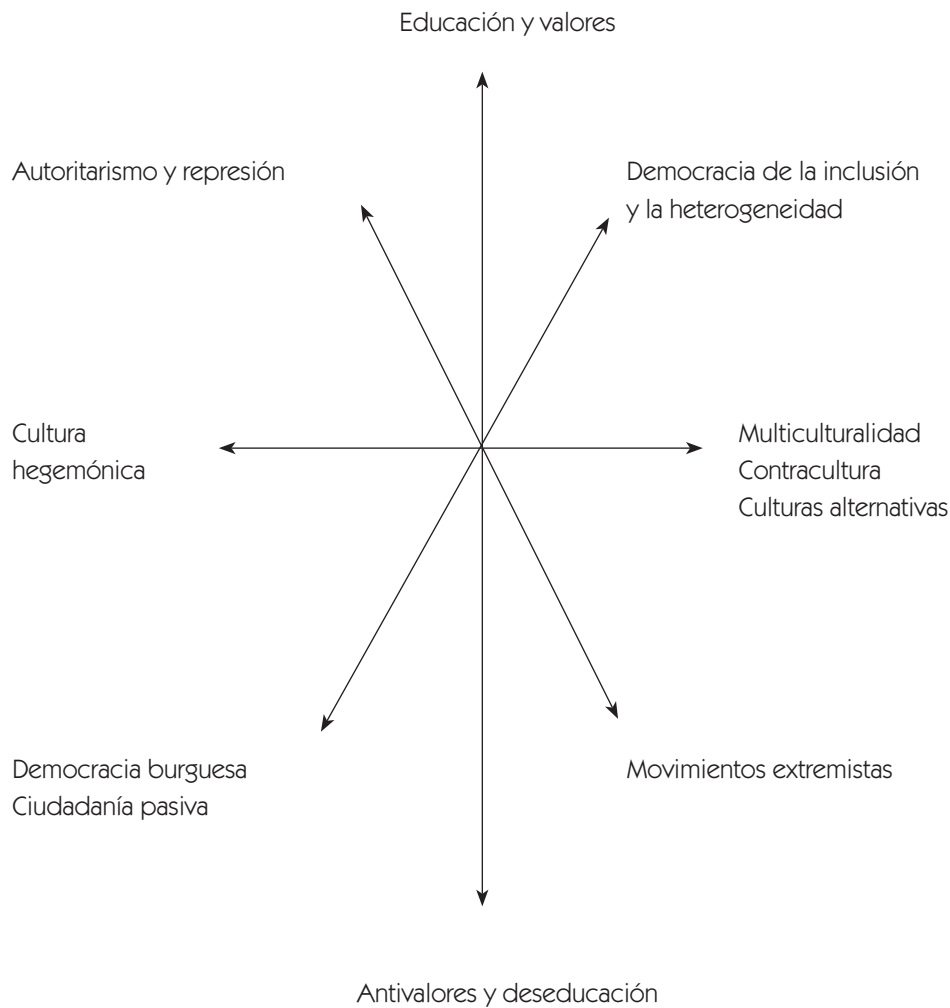 Educación y valores
Autoritarismo y represión
Democracia de la inclusión
y la heterogeneidad
Cultura
hegemónica
Multiculturalidad
Contracultura
Culturas alternativas
Democracia burguesa
Ciudadanía pasiva
Movimientos extremistas
Antivalores y deseducación